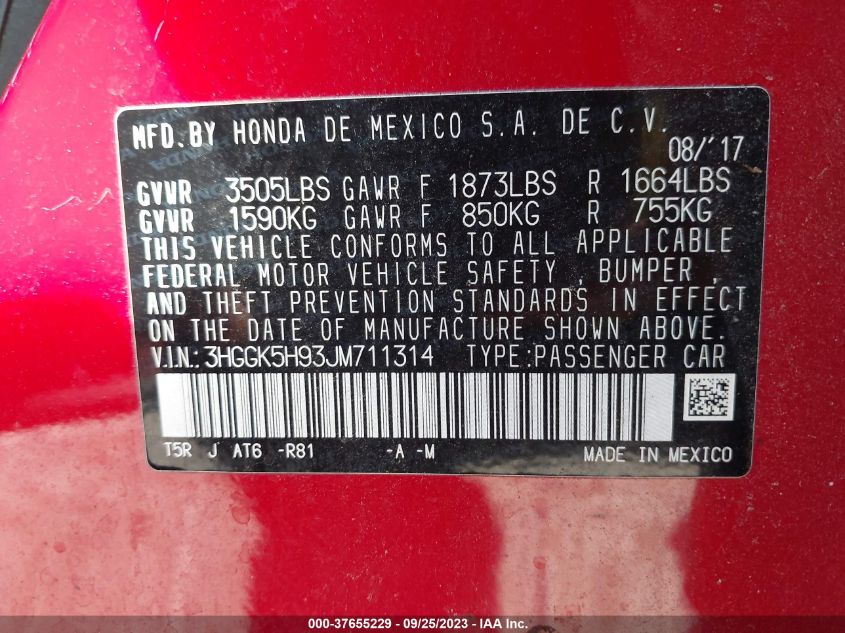 MFD.BY HONDA DE MEXICO S.A. DE C.V.
08/'17
GVWR 3505LBS GAWR F 1873LBS R 1664LBS
GVWR 1590KG GAWR F 850KG R 755KG
THIS VEHICLE CONFORMS TO ALL APPLICABLE
FEDERAL MOTOR VEHICLE SAFETY , BUMPER ,
AND THEFT PREVENTION STANDARDS IN EFFECT
ON THE DATE OF MANUFACTURE SHOWN ABOVE.
V.I.N.: 3HGGK5H93JM711314 TYPE:PASSENGER CAR
T5R J AT6 -R81 -A -M MADE IN MEXICO
000-37655229 - 09/25/2023 - IAA Inc.